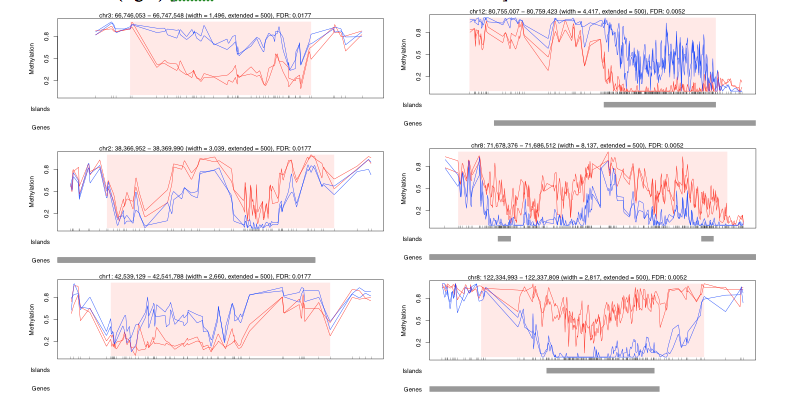 chr3: 66,746,053 − 66,747,548 (width = 1,496, extended = 500), FDR: 0.0177
Methylation
0.2
0.5
0.8
Islands
Genes
chr12: 80,755,007 − 80,759,423 (width = 4,417, extended = 500), FDR: 0.0052
Methylation
0.2
0.5
0.8
Islands
Genes
chr2: 38,366,952 − 38,369,990 (width = 3,039, extended = 500), FDR: 0.0177
Methylation
0.2
0.5
0.8
Islands
Genes
71,678,376 − 71,686,512 (width = 8,137, extended = 500), FDR: 0.0052
Methylation
0.2
0.5
0.8
Islands
Genes
chr1: 42,539,129 − 42,541,788 (width = 2,660, extended = 500), FDR: 0.0177
Methylation
0.2
0.5
0.8
Islands
Genes
chr8: 122,334,993 − 122,337,809 (width = 2,817, extended = 500), FDR: 0.0052
Methylation
0.2
0.5
0.8
Islands
Genes